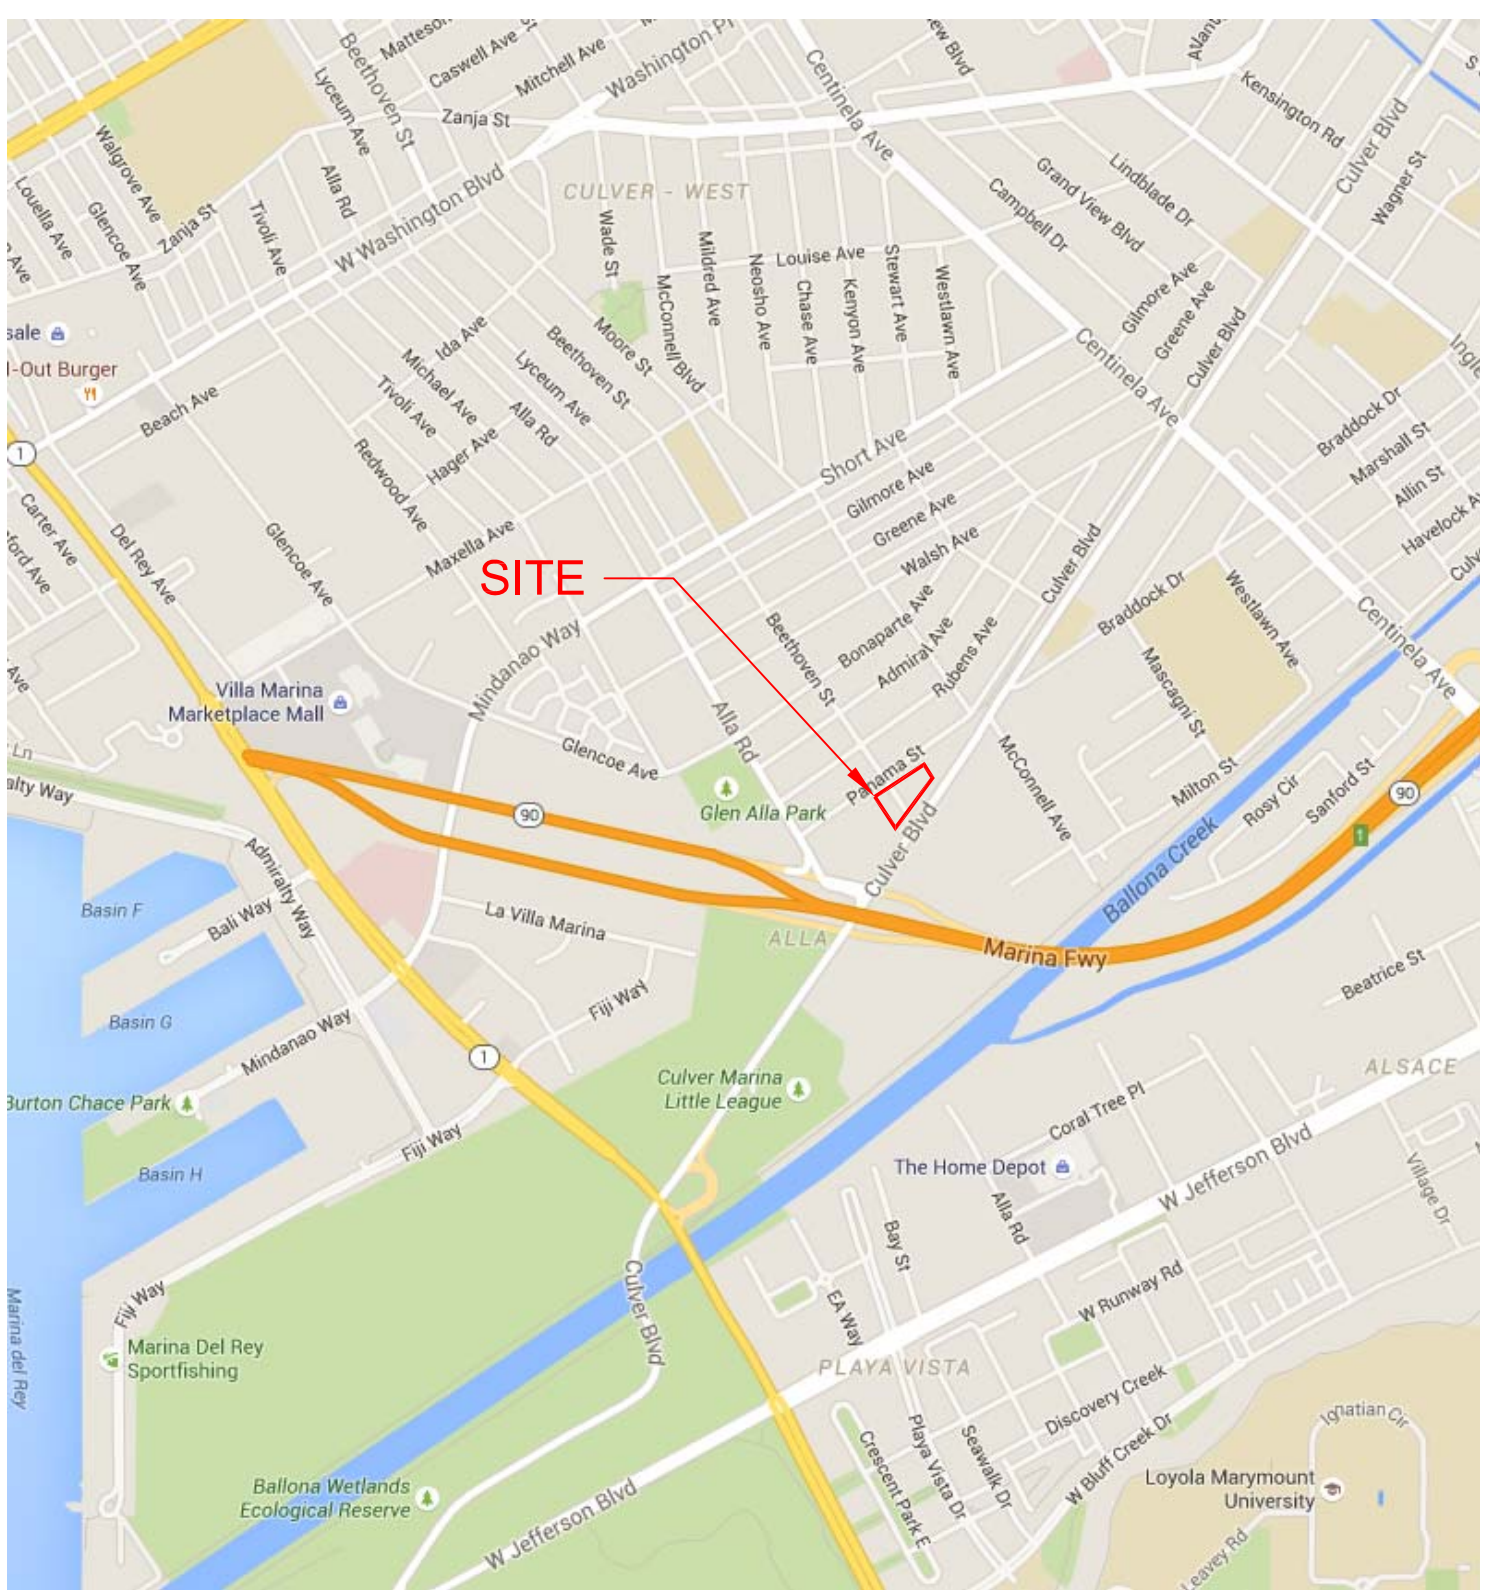 Matteson
Caswell Ave
Mitchell Ave
Washington Pl
Beethoven St
Lyceum Ave
Zanja St
Centinela Ave
Kensington Rd
Culver Blvd
Wagner St
Walgrove Ave
Louella Ave
Glencoe Ave
Zanja St
Tivoli Ave
Alla Rd
W Washington Blvd
CULVER - WEST
Wade St
McConnell Blvd
Mildred Ave
Neosho Ave
Louise Ave
Chase Ave
Kenyon Ave
Stewart Ave
Westlawn Ave
Campbell Dr
Grand View Blvd
Lindblade Dr
Gilmore Ave
Greene Ave
Culver Blvd
Centinela Ave
sale
-Out Burger
Beach Ave
Ida Ave
Michael Ave
Tivoli Ave
Hager Ave
Alla Rd
Lyceum Ave
Beethoven St
Moore St
Redwood Ave
Maxella Ave
Short Ave
Gilmore Ave
Greene Ave
Walsh Ave
Braddock Dr
Marshall St
Allin St
Havelock A
1
Carter Ave
ford Ave
Del Rey Ave
Glencoe Ave
SITE
Mindanao Way
Beethoven St
Bonaparte Ave
Admiral Ave
Rubens Ave
Culver Blvd
Braddock Dr
Westlawn Ave
Mascagni St
Centinela Ave
Villa Marina
Marketplace Mall
Glencoe Ave
Alla Rd
Glen Alla Park
Panama St
Culver Blvd
McConnell Ave
Milton St
Rosy Cir
Sanford St
90
90
1
Ballona Creek
Ln
alty Way
Admiralty Way
Bali Way
Basin F
La Villa Marina
ALLA
Marina Fwy
Beatrice St
Basin G
Mindanao Way
Fiji Way
1
ALSACE
Culver Marina
Little League
Burton Chace Park
Basin H
Fiji Way
Coral Tree Pl
The Home Depot
W Jefferson Blvd
Village Dr
Alla Rd
Bay St
Fiji Way
Culver Blvd
EA Way
W Runway Rd
Marina del Rey
Marina Del Rey
Sportfishing
PLAYA VISTA
Discovery Creek
Crescent Park E
Playa Vista Dr
Seawalk Dr
W Bluff Creek Dr
Ignatian Cir
Loyola Marymount
University
Ballona Wetlands
Ecological Reserve
W Jefferson Blvd
Leavey Rd